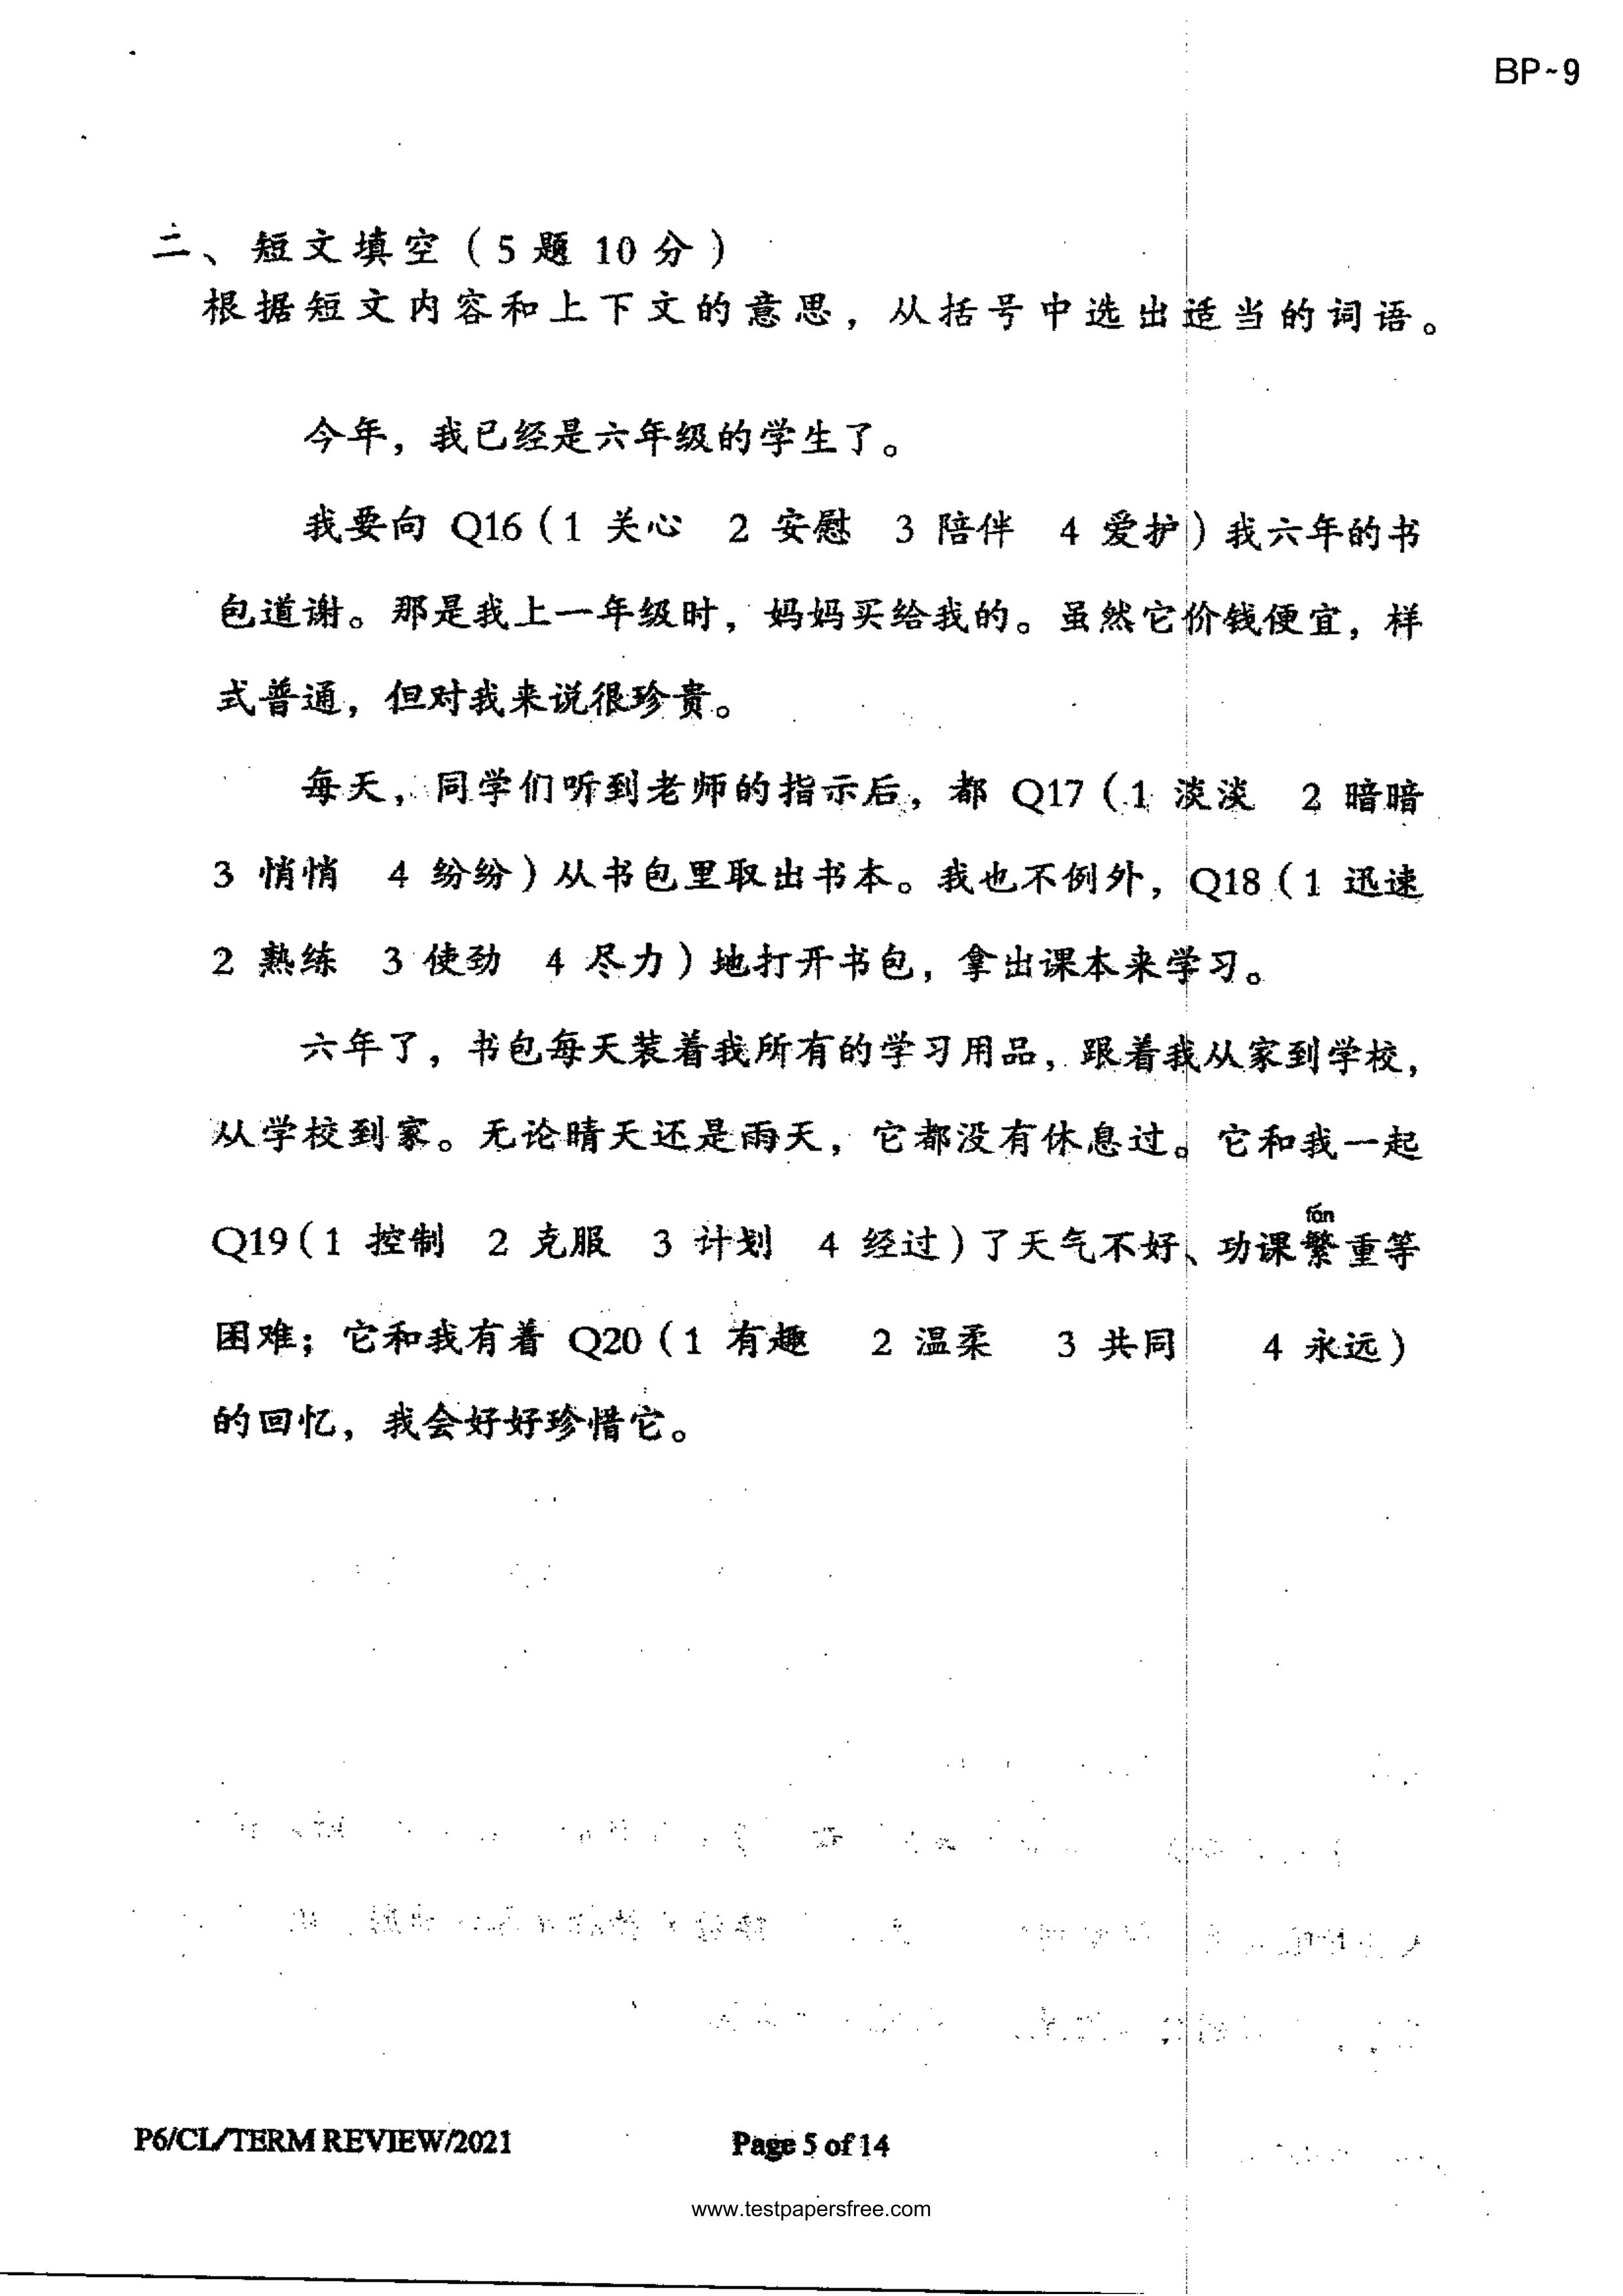 BP~9
二、短文填空（5 题 10 分）
根据短文内容和上下文的意思，从括号中选出适当的词语。
今年，我已经是六年级的学生了。
我要向 Q16（1 关心 2 安慰 3 陪伴 4 爱护）我六年的书
包道谢。那是我上一年级时，妈妈买给我的。虽然它价钱便宜，样
式普通，但对我来说很珍贵。
每天，同学们听到老师的指示后，都 Q17（1 淡淡 2 暗暗
3 悄悄 4 纷纷）从书包里取出书本。我也不例外，Q18（1 迅速
2 熟练 3 使劲 4 尽力）地打开书包，拿出课本来学习。
六年了，书包每天装着我所有的学习用品，跟着我从家到学校，
从学校到家。无论晴天还是雨天，它都没有休息过。它和我一起
fán
Q19（1 控制 2 克服 3 计划 4 经过）了天气不好、功课繁重等
困难；它和我有着 Q20（1 有趣 2 温柔 3 共同 4 永远）
的回忆，我会好好珍惜它。
P6/CL/TERM REVIEW/2021 Page 5 of 14
www.testpapersfree.com